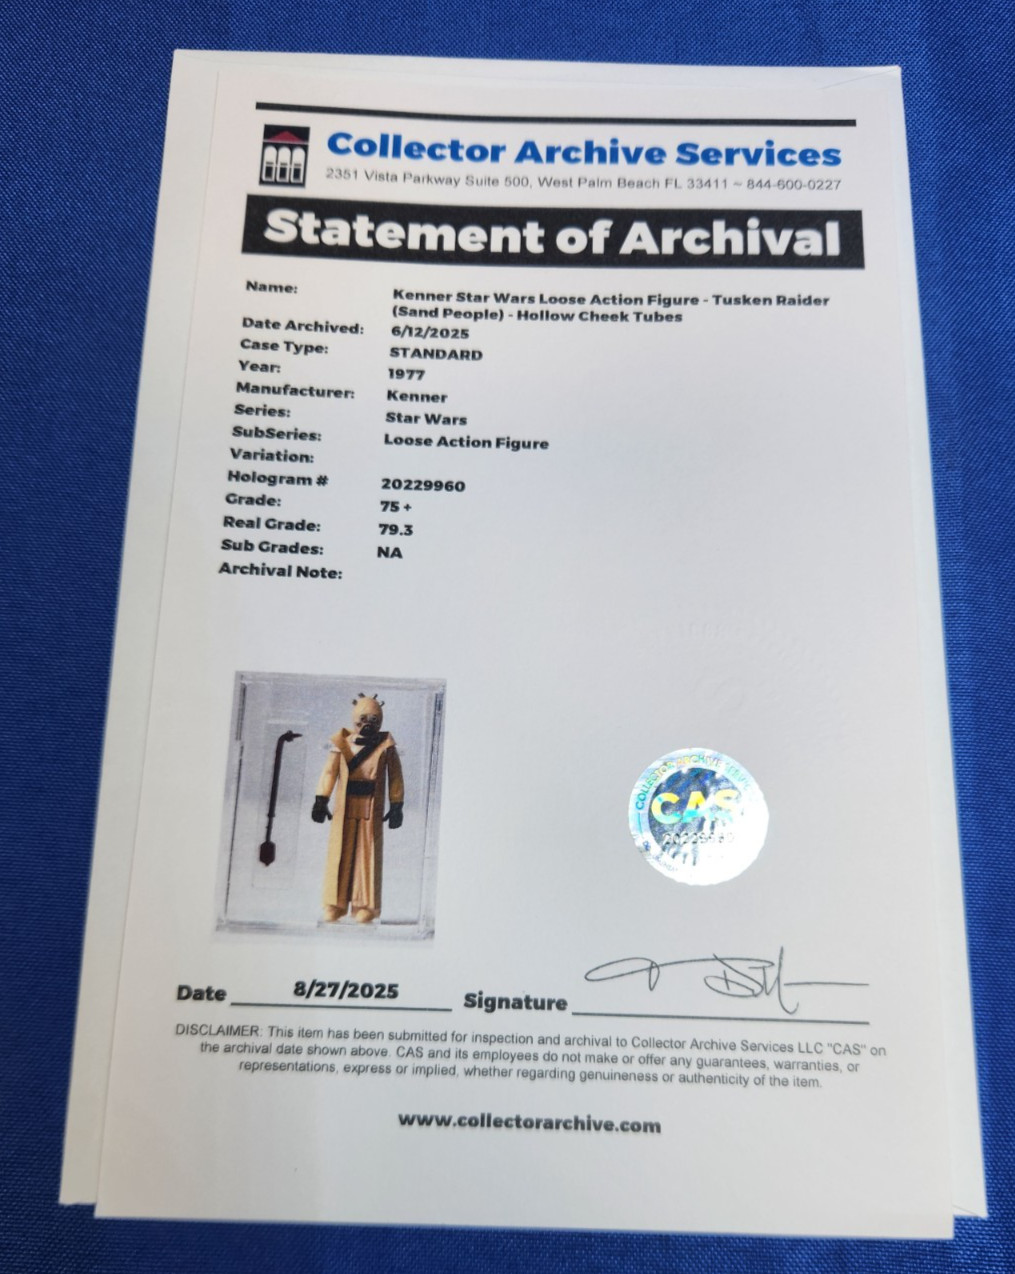 Collector Archive Services
2351 Vista Parkway Suite 500, West Palm Beach FL 33411 ~ 844-600-0227
Statement of Archival
Name: Kenner Star Wars Loose Action Figure - Tusken Raider
(Sand People) - Hollow Cheek Tubes
Date Archived: 6/12/2025
Case Type: STANDARD
Year: 1977
Manufacturer: Kenner
Series: Star Wars
SubSeries: Loose Action Figure
Variation:
Hologram # 20229960
Grade: 75 +
Real Grade: 79.3
Sub Grades: NA
Archival Note:
CAS
Date 8/27/2025 Signature
DISCLAIMER: This item has been submitted for inspection and archival to Collector Archive Services LLC "CAS" on
the archival date shown above. CAS and its employees do not make or offer any guarantees, warranties, or
representations, express or implied, whether regarding genuineness or authenticity of the item.
www.collectorarchive.com